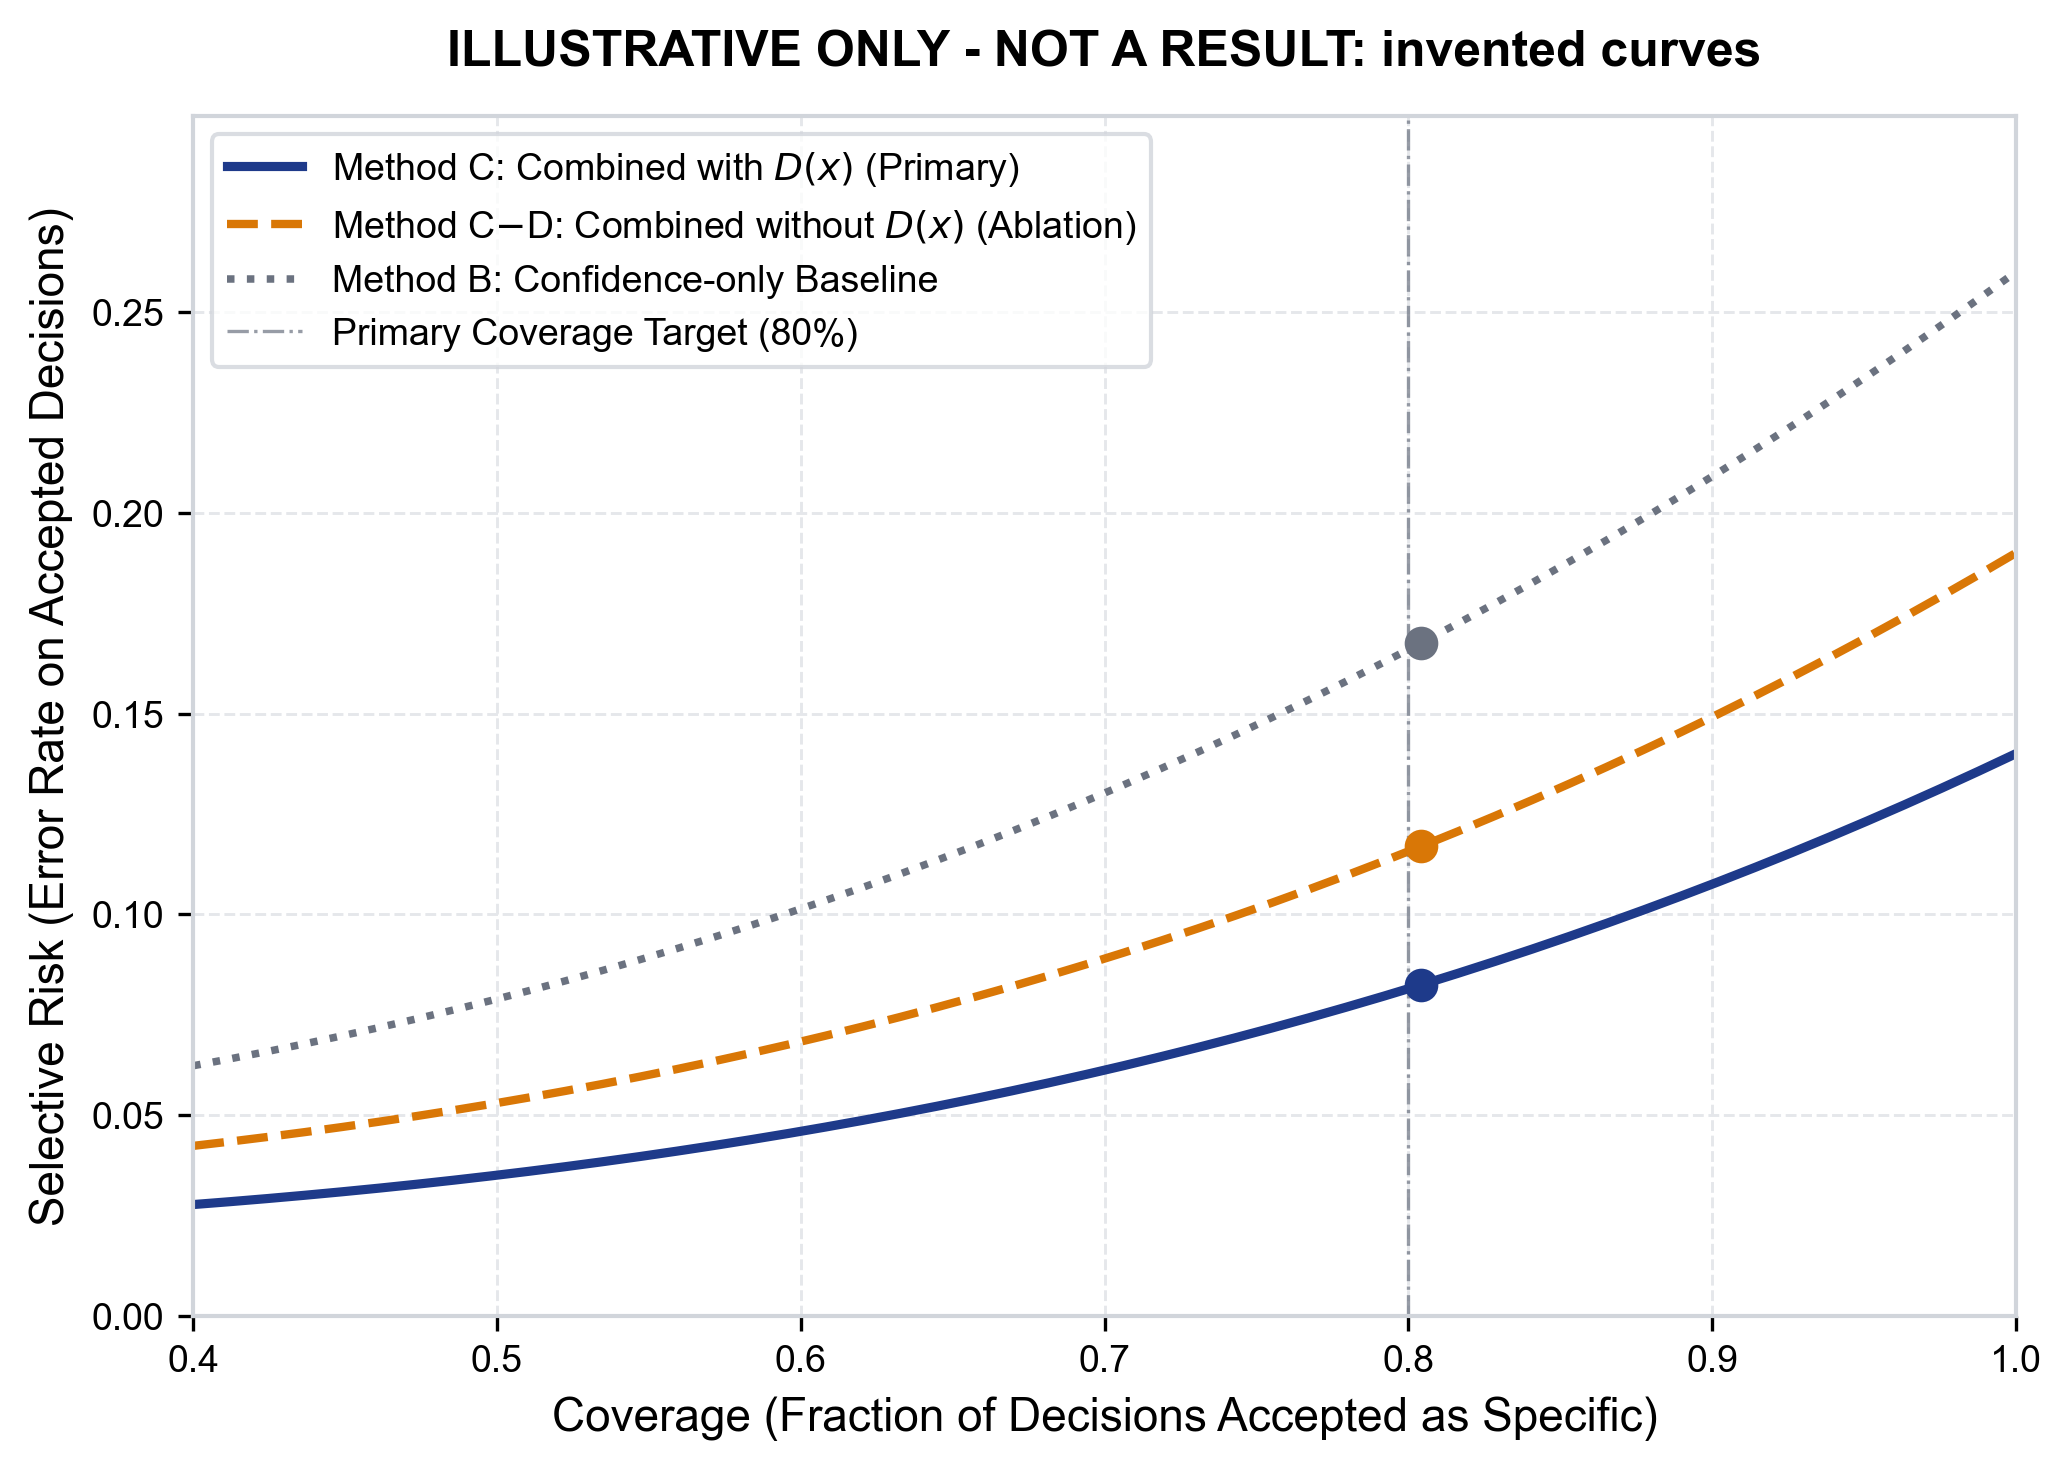 ILLUSTRATIVE ONLY - NOT A RESULT: invented curves
Method C: Combined with D(x) (Primary)
Method C−D: Combined without D(x) (Ablation)
Method B: Confidence-only Baseline
Primary Coverage Target (80%)
Selective Risk (Error Rate on Accepted Decisions)
0.25
0.20
0.15
0.10
0.05
0.00
0.4 0.5 0.6 0.7 0.8 0.9 1.0
Coverage (Fraction of Decisions Accepted as Specific)